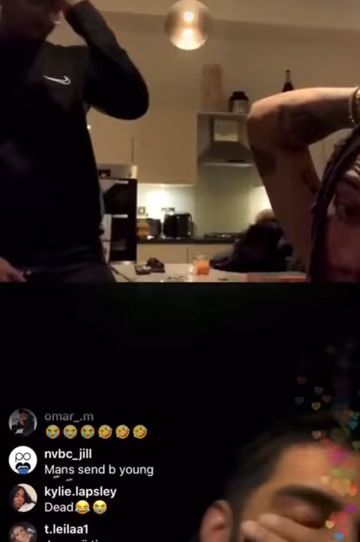 omar_.m
😭😭😭🤣🤣🤣
nvbc_jill
Mans send b young
kylie.lapsley
Dead😂😭
t.leilaa1